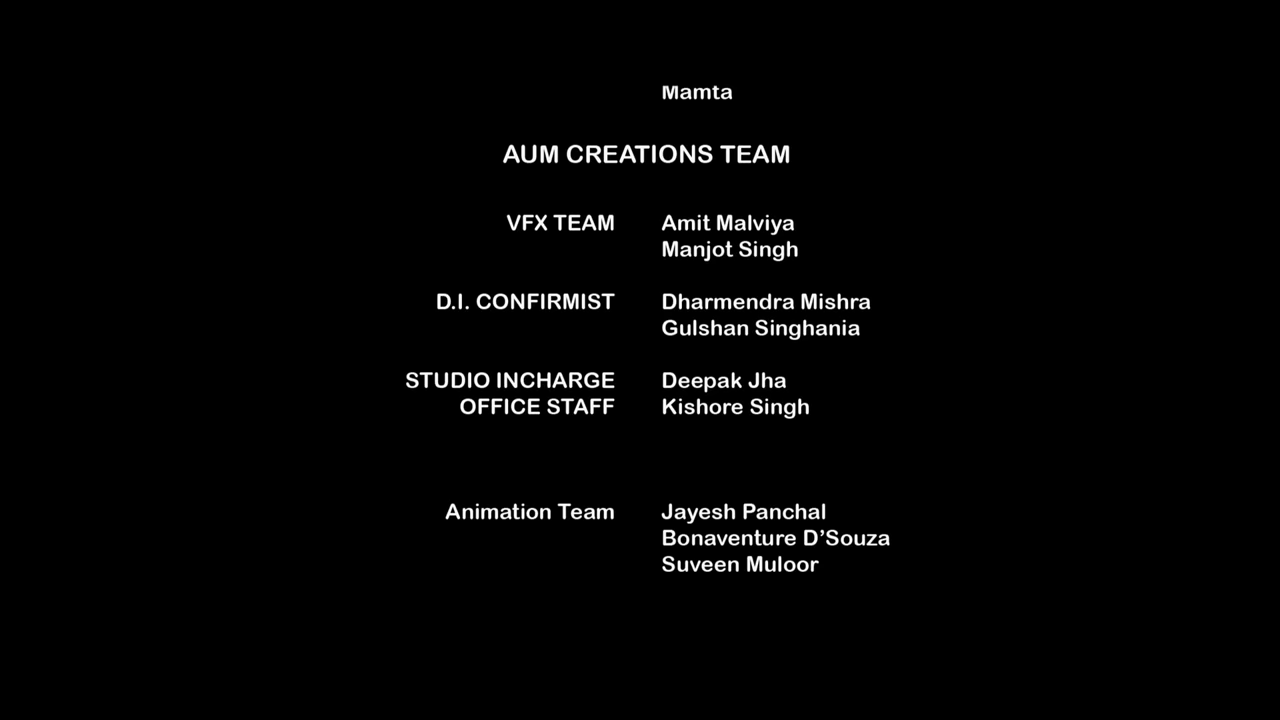 Mamta
AUM CREATIONS TEAM
VFX TEAM Amit Malviya
Manjot Singh
D.I. CONFIRMIST Dharmendra Mishra
Gulshan Singhania
STUDIO INCHARGE Deepak Jha
OFFICE STAFF Kishore Singh
Animation Team Jayesh Panchal
Bonaventure D’Souza
Suveen Muloor